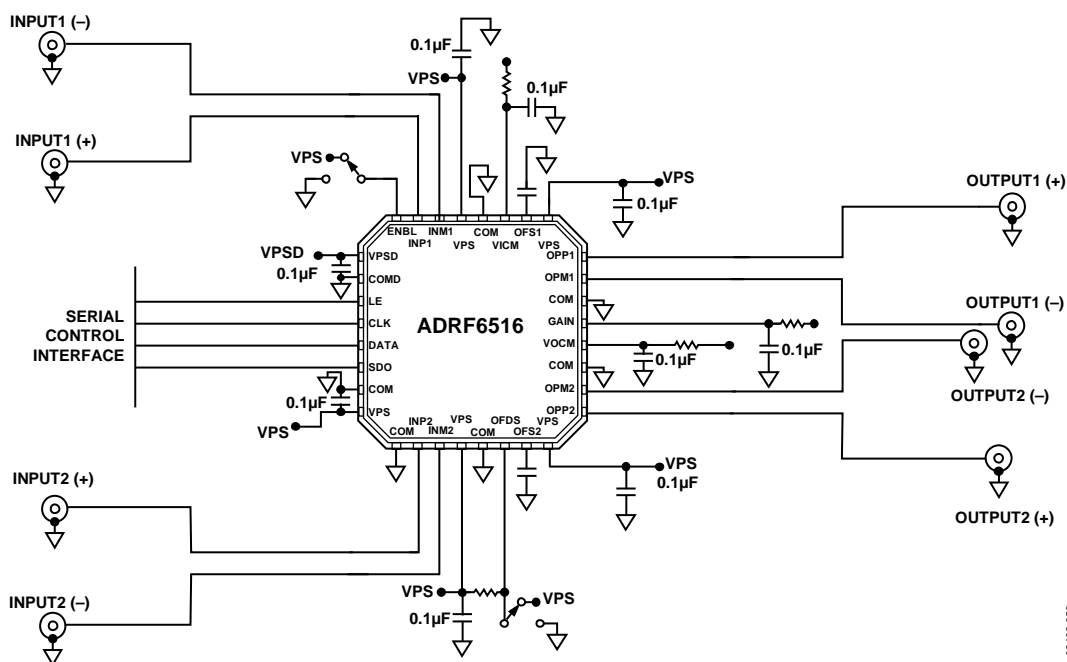 INPUT1 (–)
0.1µF
VPS
0.1µF
INPUT1 (+)
VPS
VPS
0.1µF
OUTPUT1 (+)
ENBL
INP1
INM1
VPS
COM
VICM
OFS1
VPS
VPSD
0.1µF
VPSD
COMD
LE
CLK
DATA
SDO
COM
VPS
SERIAL
CONTROL
INTERFACE
ADRF6516
OPP1
OPM1
COM
GAIN
VOCM
COM
OPM2
OPP2
OUTPUT1 (–)
0.1µF
0.1µF
OUTPUT2 (–)
0.1µF
VPS
COM
INP2
INM2
VPS
COM
OFDS
OFS2
VPS
VPS
0.1µF
INPUT2 (+)
OUTPUT2 (+)
VPS
0.1µF
VPS
INPUT2 (–)